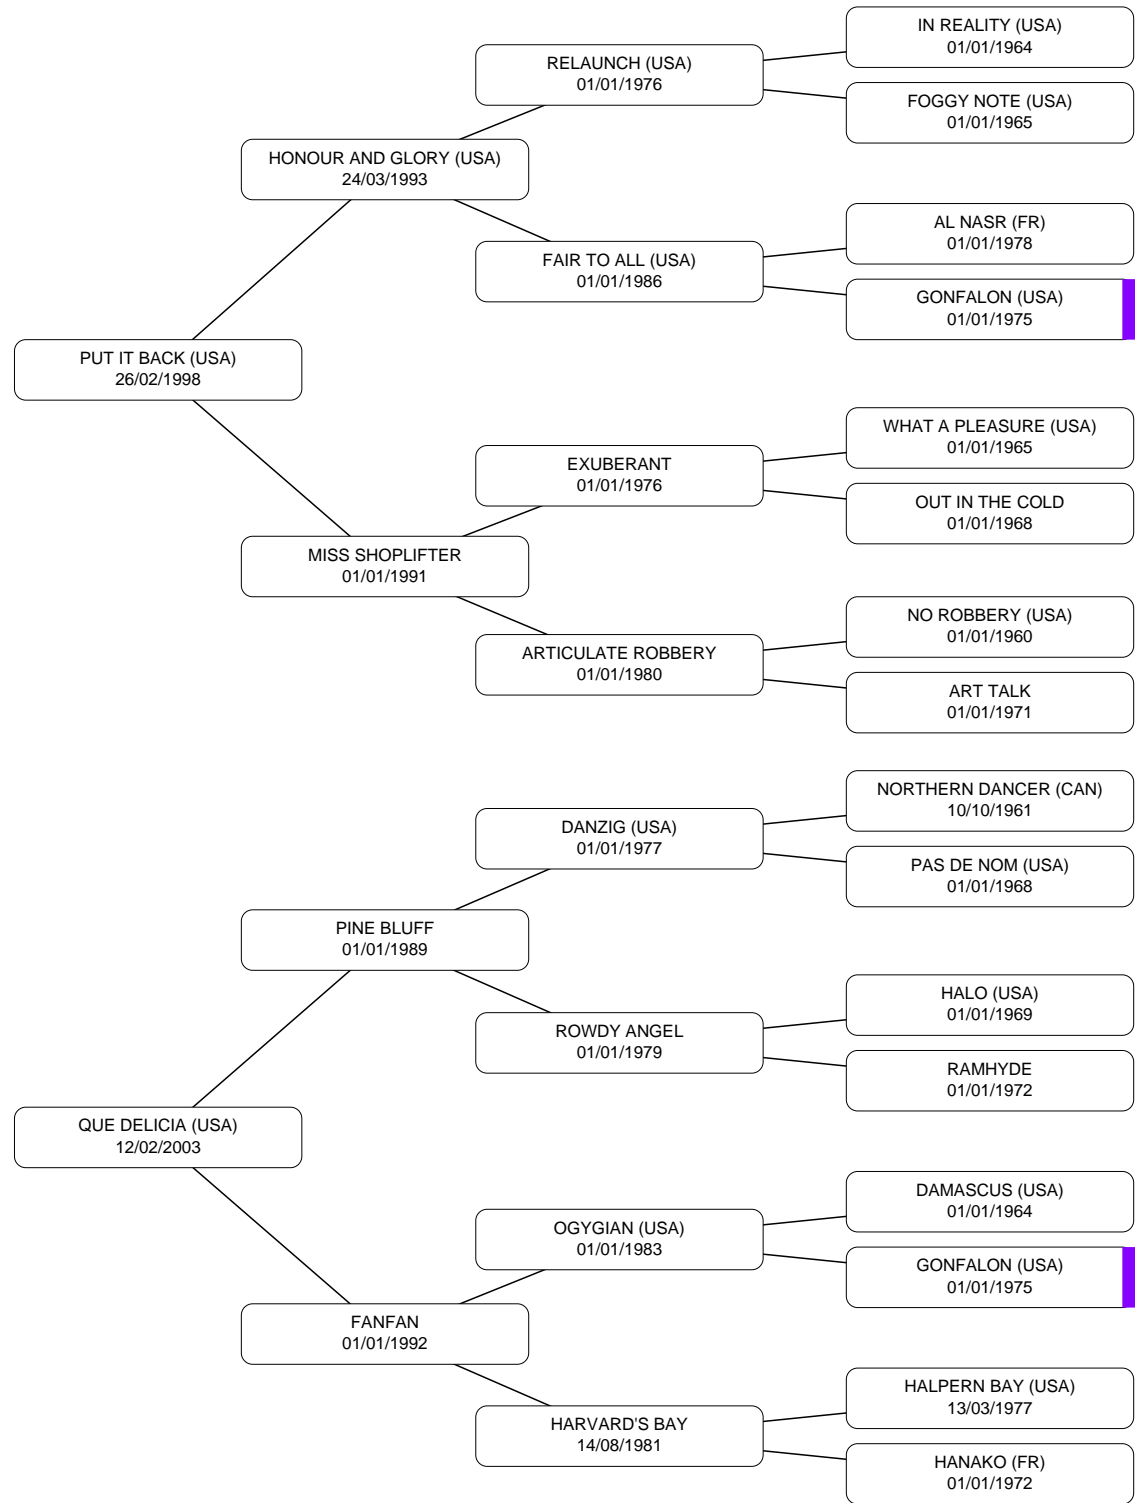 IN REALITY (USA)
01/01/1964
RELAUNCH (USA)
01/01/1976
FOGGY NOTE (USA)
01/01/1965
HONOUR AND GLORY (USA)
24/03/1993
AL NASR (FR)
01/01/1978
FAIR TO ALL (USA)
01/01/1986
GONFALON (USA)
01/01/1975
PUT IT BACK (USA)
26/02/1998
WHAT A PLEASURE (USA)
01/01/1965
EXUBERANT
01/01/1976
OUT IN THE COLD
01/01/1968
MISS SHOPLIFTER
01/01/1991
NO ROBBERY (USA)
01/01/1960
ARTICULATE ROBBERY
01/01/1980
ART TALK
01/01/1971
NORTHERN DANCER (CAN)
10/10/1961
DANZIG (USA)
01/01/1977
PAS DE NOM (USA)
01/01/1968
PINE BLUFF
01/01/1989
HALO (USA)
01/01/1969
ROWDY ANGEL
01/01/1979
RAMHYDE
01/01/1972
QUE DELICIA (USA)
12/02/2003
DAMASCUS (USA)
01/01/1964
OGYGIAN (USA)
01/01/1983
GONFALON (USA)
01/01/1975
FANFAN
01/01/1992
HALPERN BAY (USA)
13/03/1977
HARVARD'S BAY
14/08/1981
HANAKO (FR)
01/01/1972